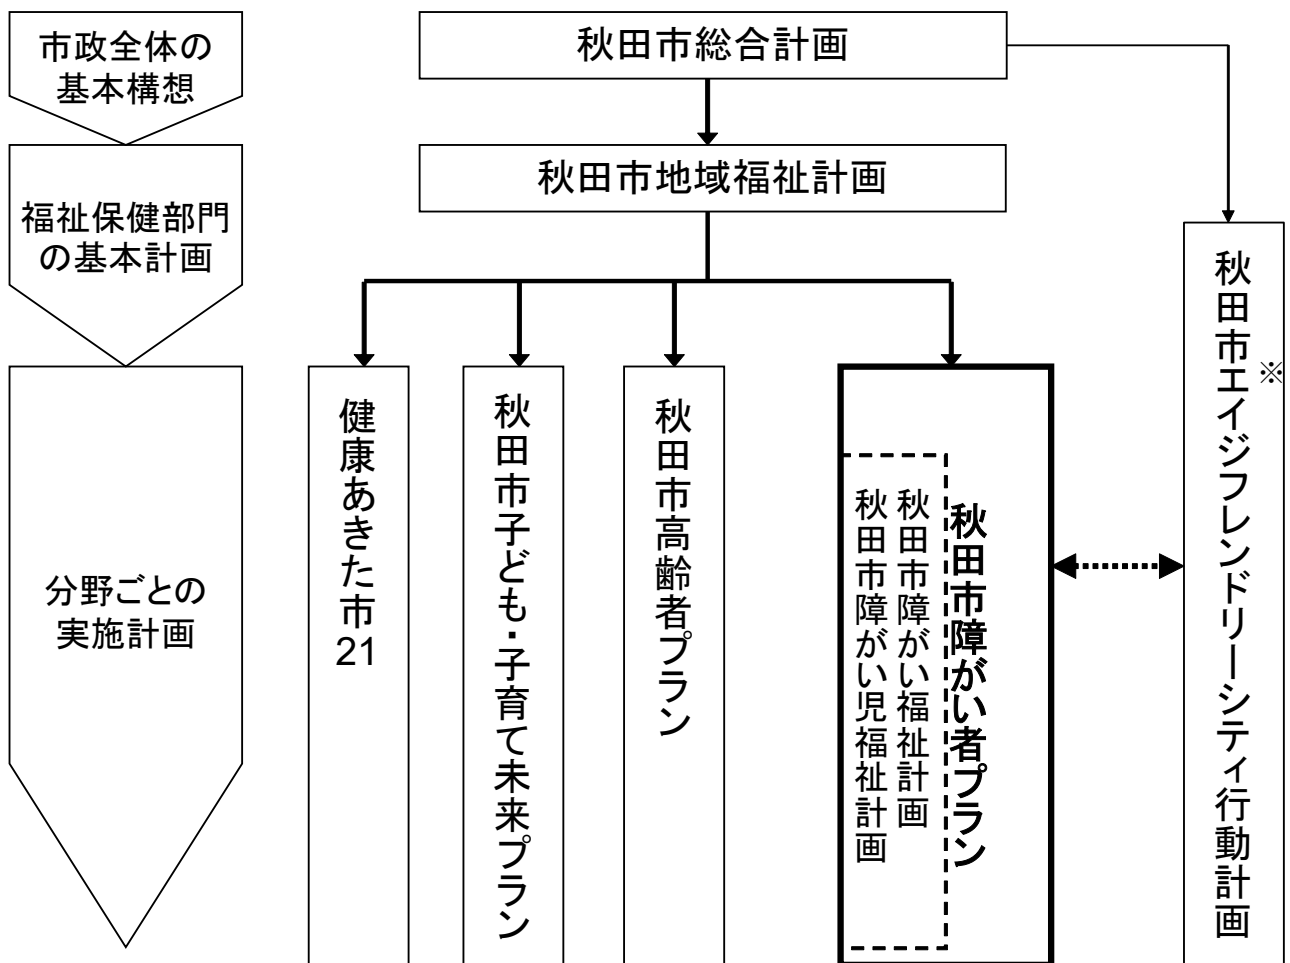 市政全体の
基本構想
秋田市総合計画
秋田市地域福祉計画
福祉保健部門
の基本計画
分野ごとの
実施計画
健康あきた市21
秋田市子ども・子育て未来プラン
秋田市高齢者プラン
秋田市障がい者プラン
秋田市障がい福祉計画
秋田市障がい児福祉計画
秋田市エイジフレンドリーシティ行動計画
※